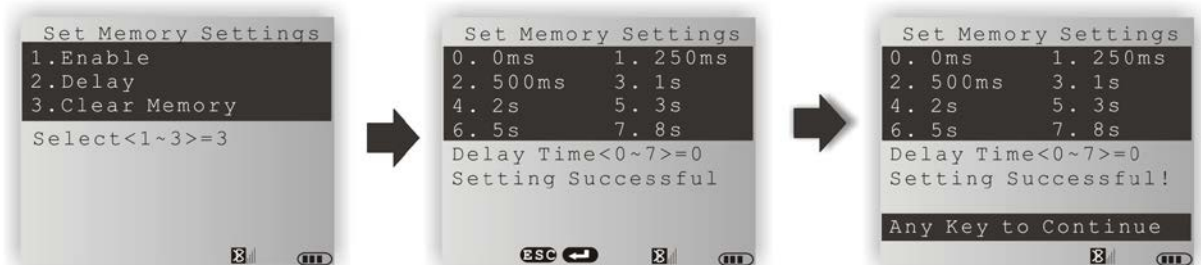 Set Memory Settings
1.Enable
2.Delay
3.Clear Memory
Select<1~3>=3
Set Memory Settings
0. 0ms 1. 250ms
2. 500ms 3. 1s
4. 2s 5. 3s
6. 5s 7. 8s
Delay Time<0~7>=0
Setting Successful
ESC
Set Memory Settings
0. 0ms 1. 250ms
2. 500ms 3. 1s
4. 2s 5. 3s
6. 5s 7. 8s
Delay Time<0~7>=0
Setting Successful!
Any Key to Continue